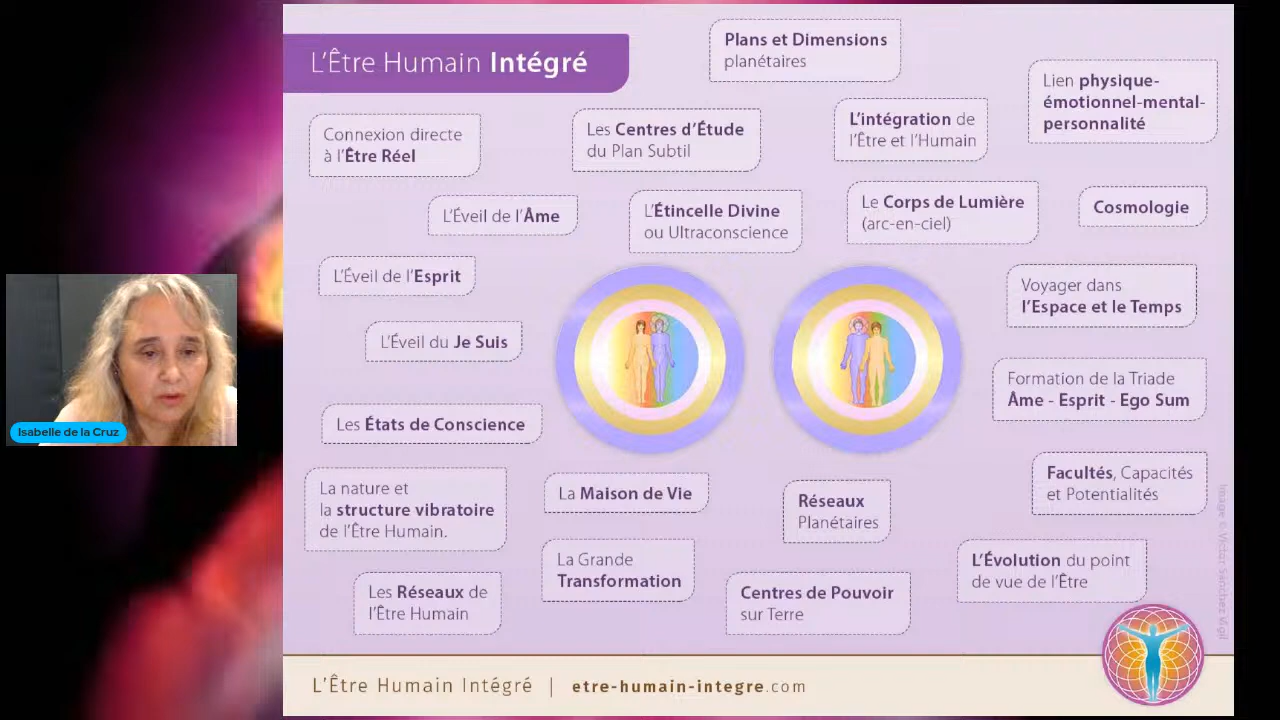 L'Être Humain Intégré
Plans et Dimensions
planétaires
Lien physique-
émotionnel-mental-
personnalité
Connexion directe
à l'Être Réel
Les Centres d'Étude
du Plan Subtil
L'intégration de
l'Être et l'Humain
L'Éveil de l'Âme
L'Étincelle Divine
ou Ultraconscience
Le Corps de Lumière
(arc-en-ciel)
Cosmologie
L'Éveil de l'Esprit
Voyager dans
l'Espace et le Temps
L'Éveil du Je Suis
Formation de la Triade
Âme - Esprit - Ego Sum
Isabelle de la Cruz
Les États de Conscience
Facultés, Capacités
et Potentialités
La nature et
la structure vibratoire
de l'Être Humain.
La Maison de Vie
Réseaux
Planétaires
La Grande
Transformation
L'Évolution du point
de vue de l'Être
Les Réseaux de
l'Être Humain
Centres de Pouvoir
sur Terre
Image © Victor Sánchez Vigil
L'Être Humain Intégré | etre-humain-integre.com